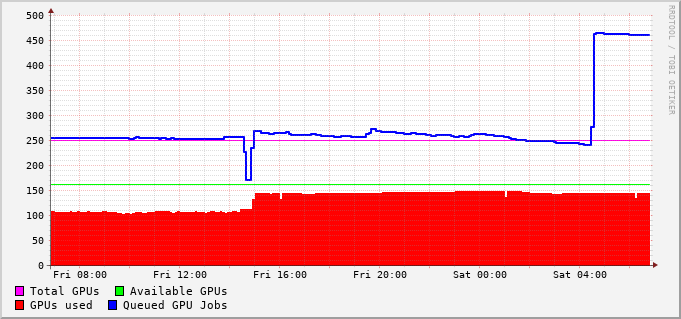 500
450
400
350
300
250
200
150
100
50
0
Fri 08:00 Fri 12:00 Fri 16:00 Fri 20:00 Sat 00:00 Sat 04:00
Total GPUs Available GPUs
GPUs used Queued GPU Jobs
RRDTOOL / TOBI OETIKER